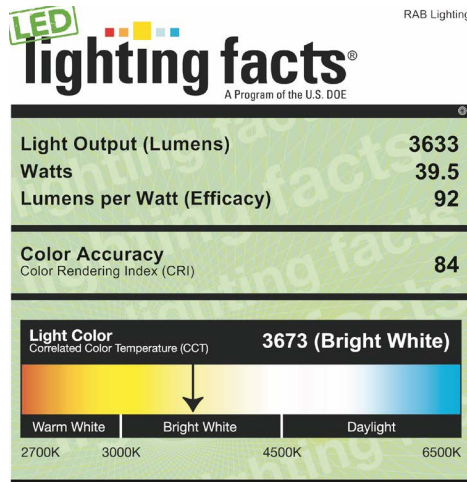 RAB Lighting
LED
lighting facts®
A Program of the U.S. DOE
Light Output (Lumens) 3633
Watts 39.5
Lumens per Watt (Efficacy) 92
Color Accuracy
Color Rendering Index (CRI) 84
Light Color
Correlated Color Temperature (CCT) 3673 (Bright White)
Warm White Bright White Daylight
2700K 3000K 4500K 6500K